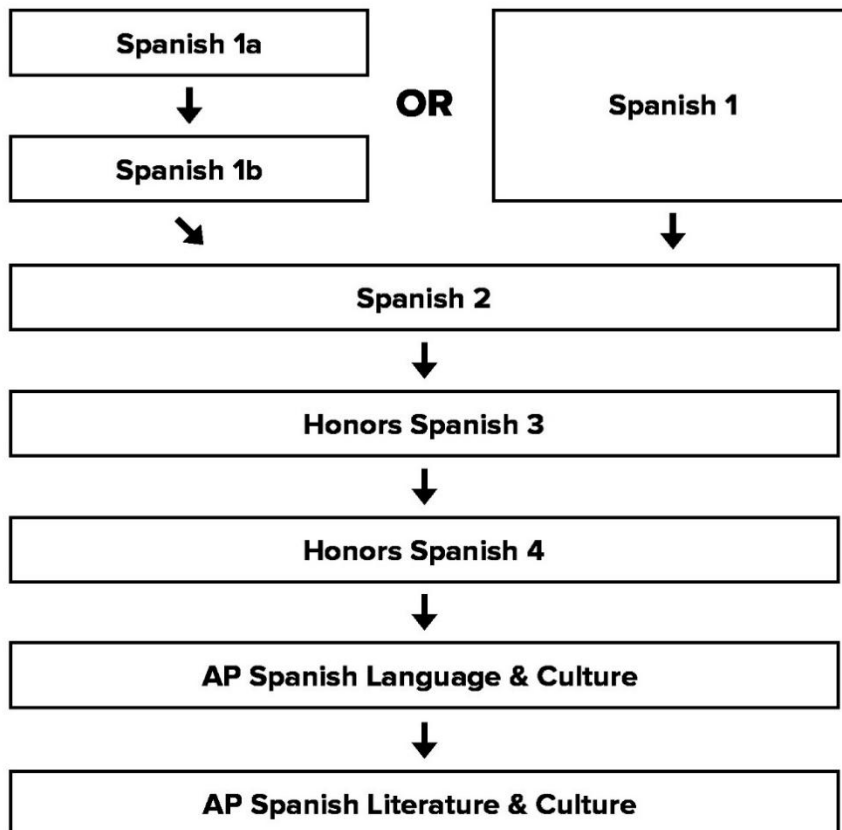 Spanish 1a
OR
Spanish 1
Spanish 1b
Spanish 2
Honors Spanish 3
Honors Spanish 4
AP Spanish Language & Culture
AP Spanish Literature & Culture